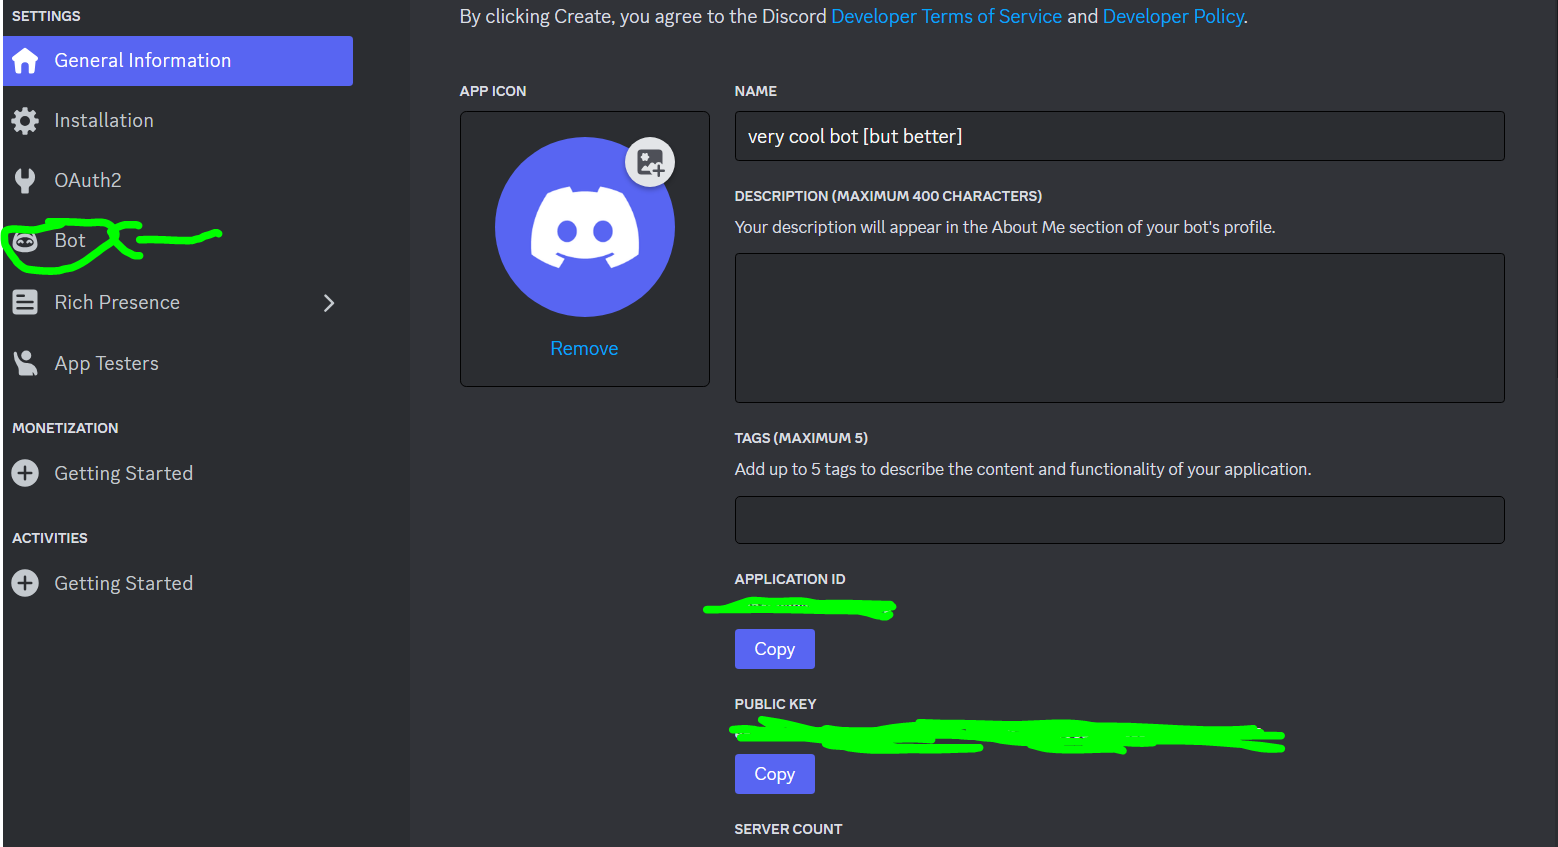 SETTINGS
General Information
Installation
OAuth2
Bot
Rich Presence
App Testers
MONETIZATION
Getting Started
ACTIVITIES
Getting Started
By clicking Create, you agree to the Discord Developer Terms of Service and Developer Policy.
APP ICON
Remove
NAME
very cool bot [but better]
DESCRIPTION (MAXIMUM 400 CHARACTERS)
Your description will appear in the About Me section of your bot's profile.
TAGS (MAXIMUM 5)
Add up to 5 tags to describe the content and functionality of your application.
APPLICATION ID
Copy
PUBLIC KEY
Copy
SERVER COUNT